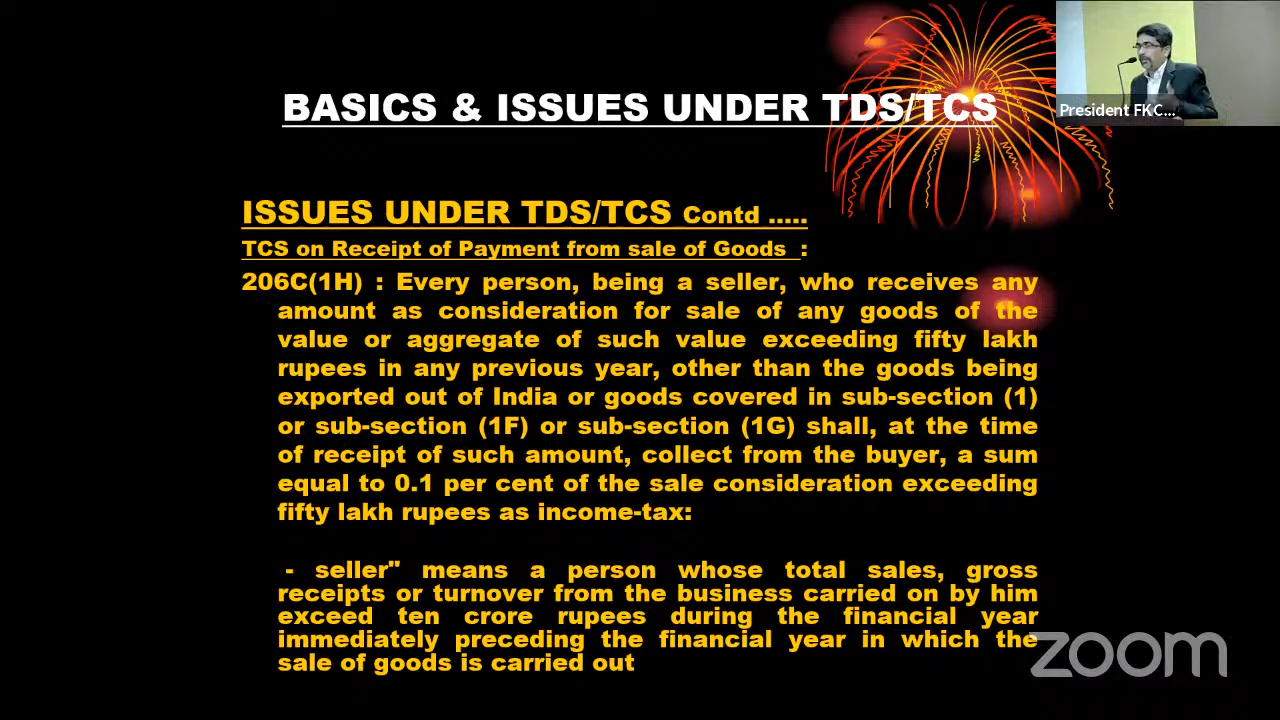 President FKC...
BASICS & ISSUES UNDER TDS/TCS
ISSUES UNDER TDS/TCS Contd .....
TCS on Receipt of Payment from sale of Goods :
206C(1H) : Every person, being a seller, who receives any
amount as consideration for sale of any goods of the
value or aggregate of such value exceeding fifty lakh
rupees in any previous year, other than the goods being
exported out of India or goods covered in sub-section (1)
or sub-section (1F) or sub-section (1G) shall, at the time
of receipt of such amount, collect from the buyer, a sum
equal to 0.1 per cent of the sale consideration exceeding
fifty lakh rupees as income-tax:
- seller" means a person whose total sales, gross
receipts or turnover from the business carried on by him
exceed ten crore rupees during the financial year
immediately preceding the financial year in which the
sale of goods is carried out
zoom